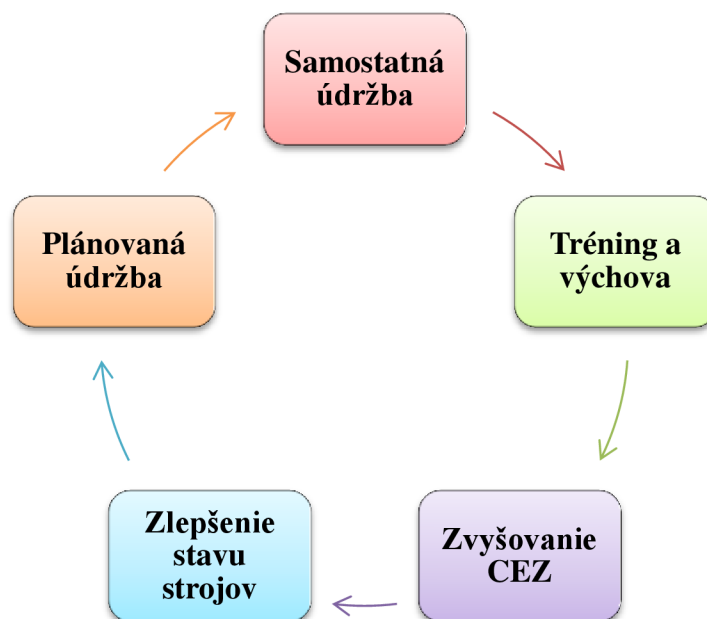 Samostatná
údržba
Tréning a
výchova
Zvyšovanie
CEZ
Zlepšenie
stavu
strojov
Plánovaná
údržba